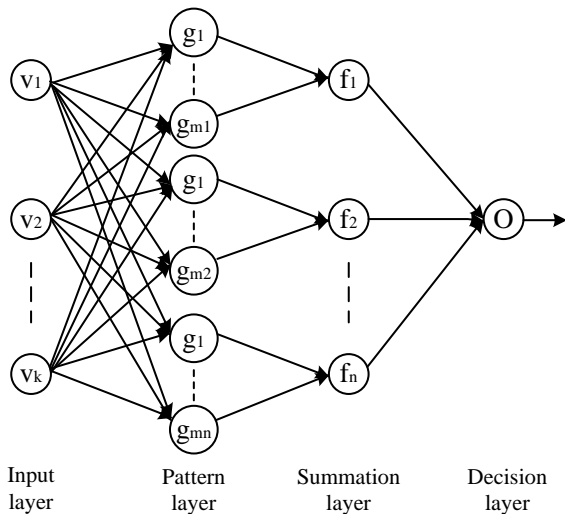 g1
v1
f1
gm1
g1
v2
f2
O
gm2
g1
vk
fn
gmn
Input layer
Pattern layer
Summation layer
Decision layer